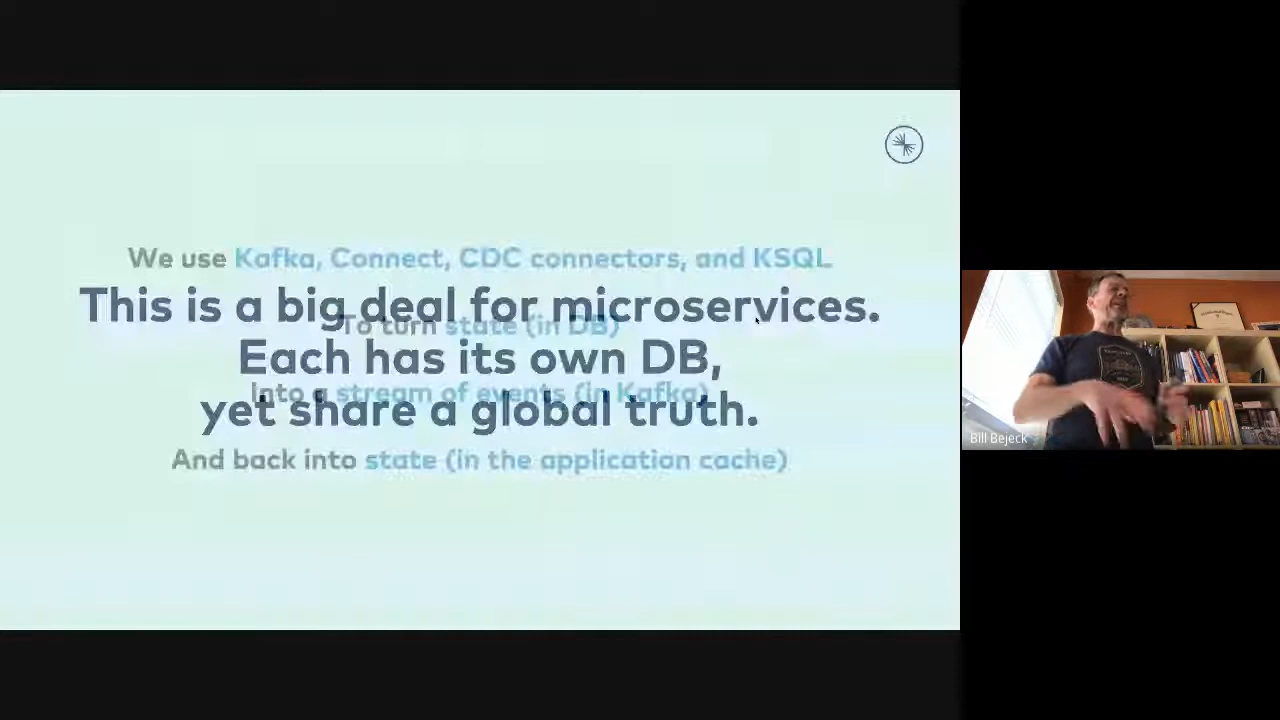 We use Kafka, Connect, CDC connectors, and KSQL
This is a big deal for microservices.
To turn state (in DB)
Each has its own DB,
Into a stream of events (in Kafka)
yet share a global truth.
And back into state (in the application cache)
Bill Bejeck